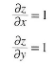 ∂z/∂x = 1
∂z/∂y = 1